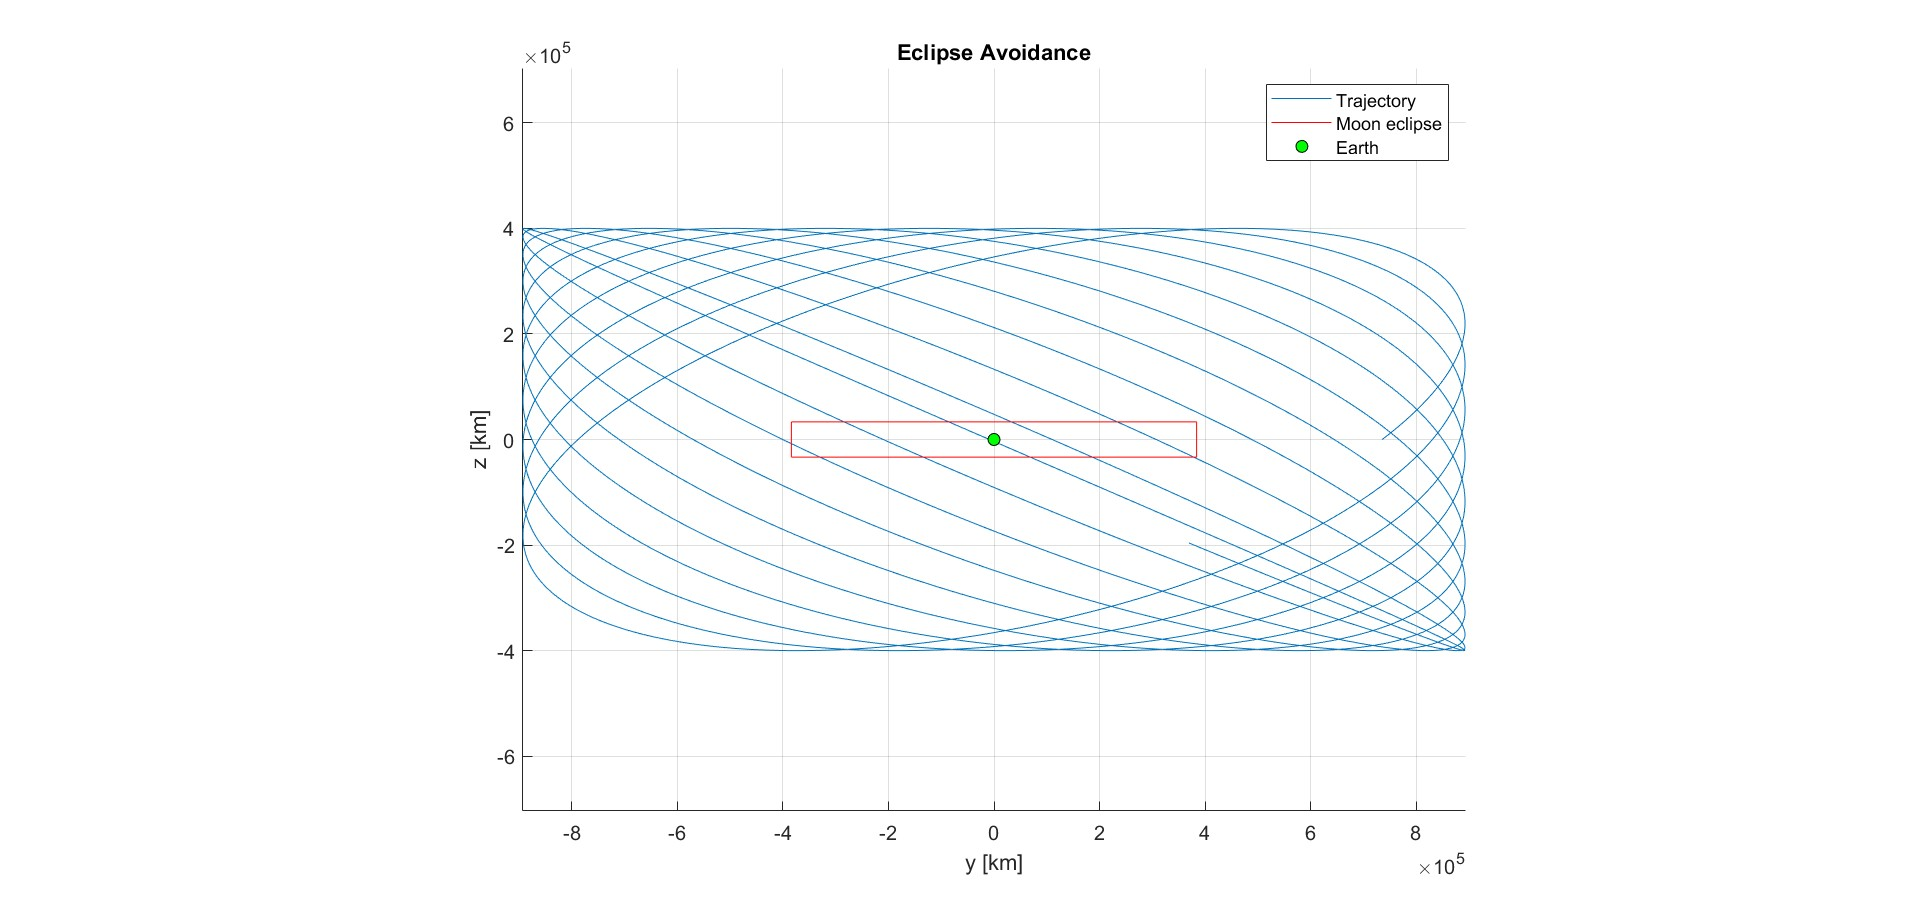 Eclipse Avoidance
×10^5
Trajectory
Moon eclipse
Earth
6
4
2
0
-2
-4
-6
z [km]
-8 -6 -4 -2 0 2 4 6 8
y [km]
×10^5